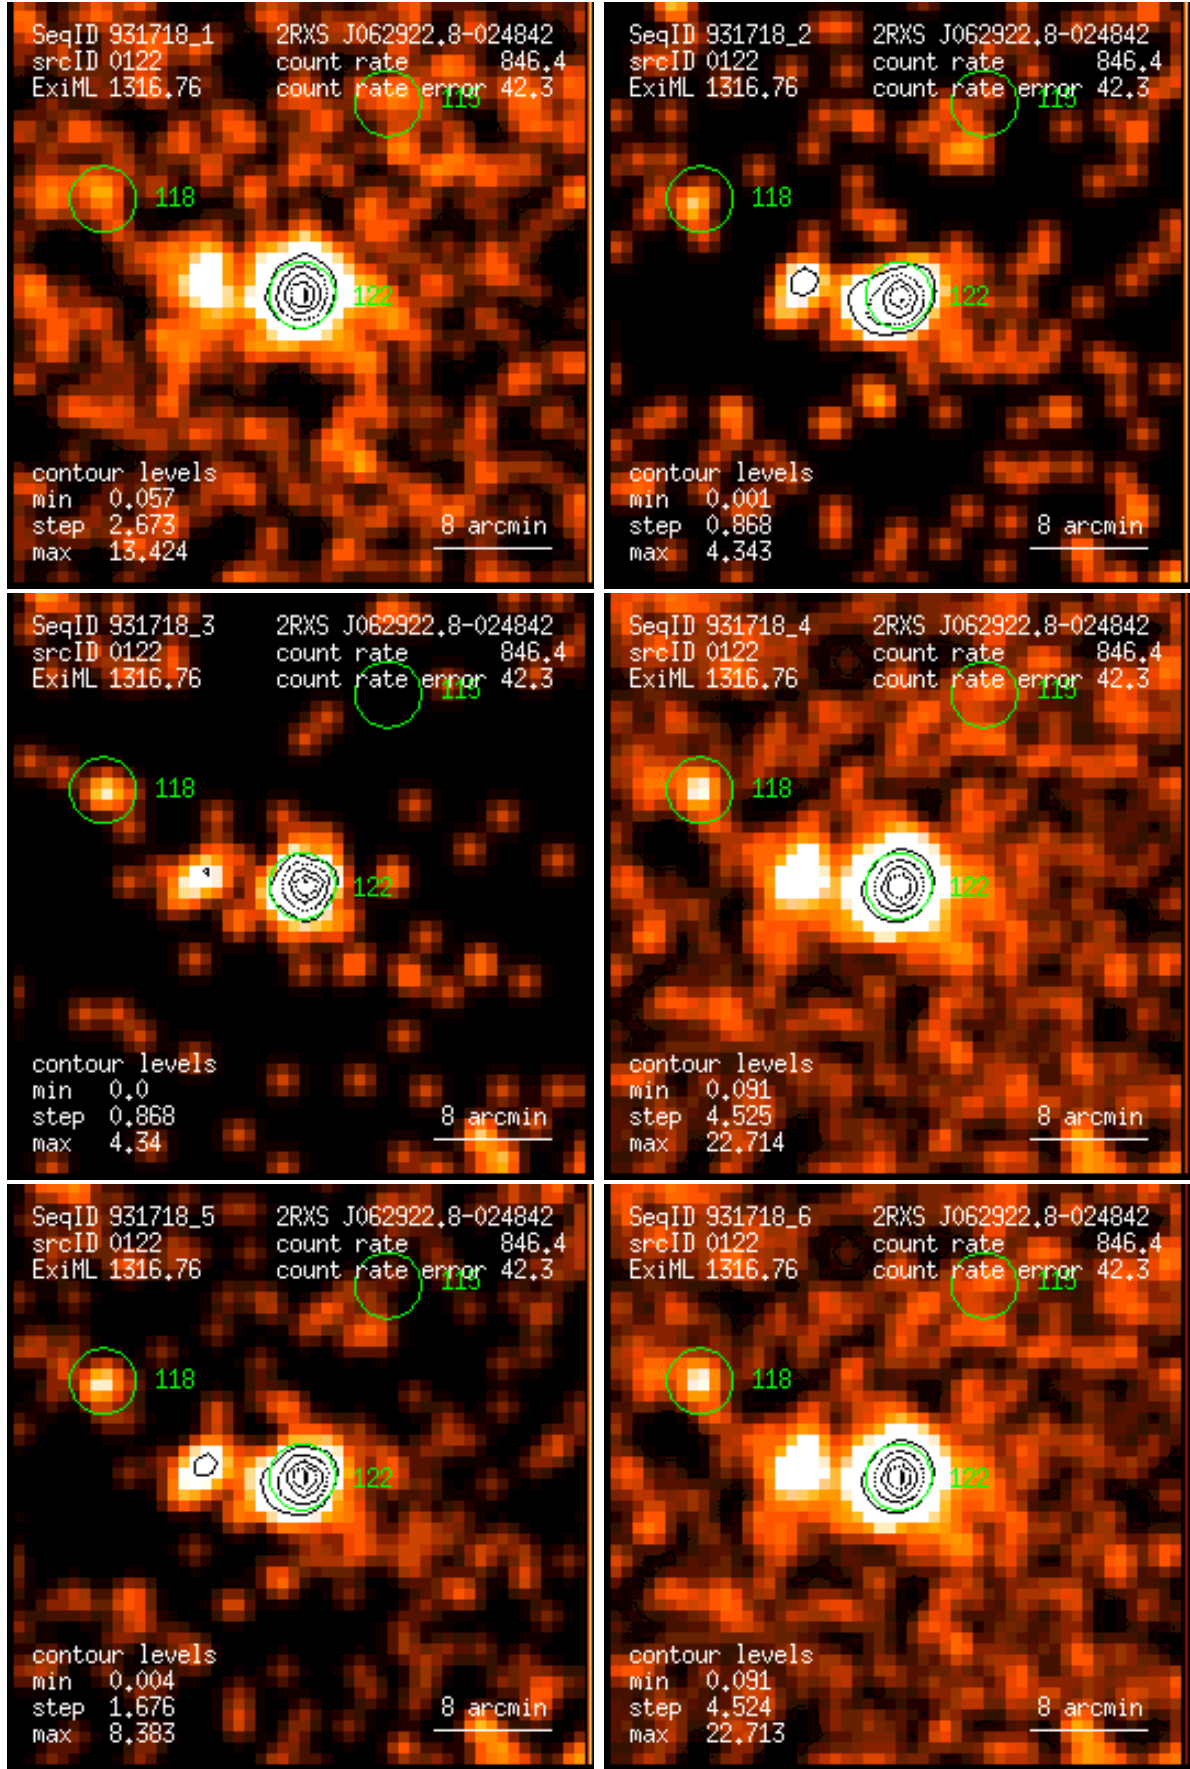 SeqID 931718_1 2RXS J062922.8-024842
srcID 0122 count rate 846.4
ExiML 1316.76 count rate error 42.3
115
118
122
contour levels
min 0.057
step 2.673 8 arcmin
max 13.424
SeqID 931718_2 2RXS J062922.8-024842
srcID 0122 count rate 846.4
ExiML 1316.76 count rate error 42.3
115
118
122
contour levels
min 0.001
step 0.868 8 arcmin
max 4.343
SeqID 931718_3 2RXS J062922.8-024842
srcID 0122 count rate 846.4
ExiML 1316.76 count rate error 42.3
115
118
122
contour levels
min 0.0
step 0.868 8 arcmin
max 4.34
SeqID 931718_4 2RXS J062922.8-024842
srcID 0122 count rate 846.4
ExiML 1316.76 count rate error 42.3
115
118
122
contour levels
min 0.091
step 4.525 8 arcmin
max 22.714
SeqID 931718_5 2RXS J062922.8-024842
srcID 0122 count rate 846.4
ExiML 1316.76 count rate error 42.3
115
118
122
contour levels
min 0.004
step 1.676 8 arcmin
max 8.383
SeqID 931718_6 2RXS J062922.8-024842
srcID 0122 count rate 846.4
ExiML 1316.76 count rate error 42.3
115
118
122
contour levels
min 0.091
step 4.524 8 arcmin
max 22.713